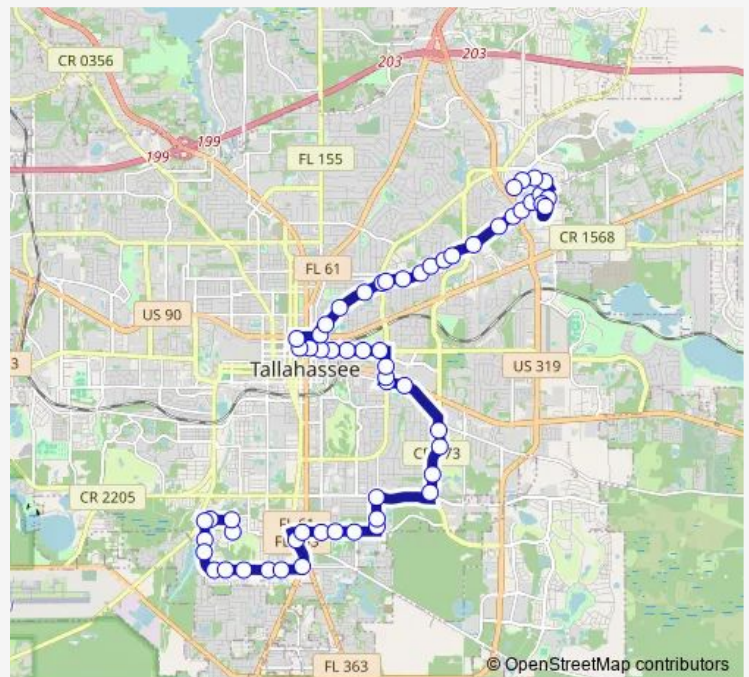 CR 0356
203
203
199
199
FL 155
CR 1568
FL 61
US 90
Tallahassee
3
US 319
CR 2205
FL 363
© OpenStreetMap contributors